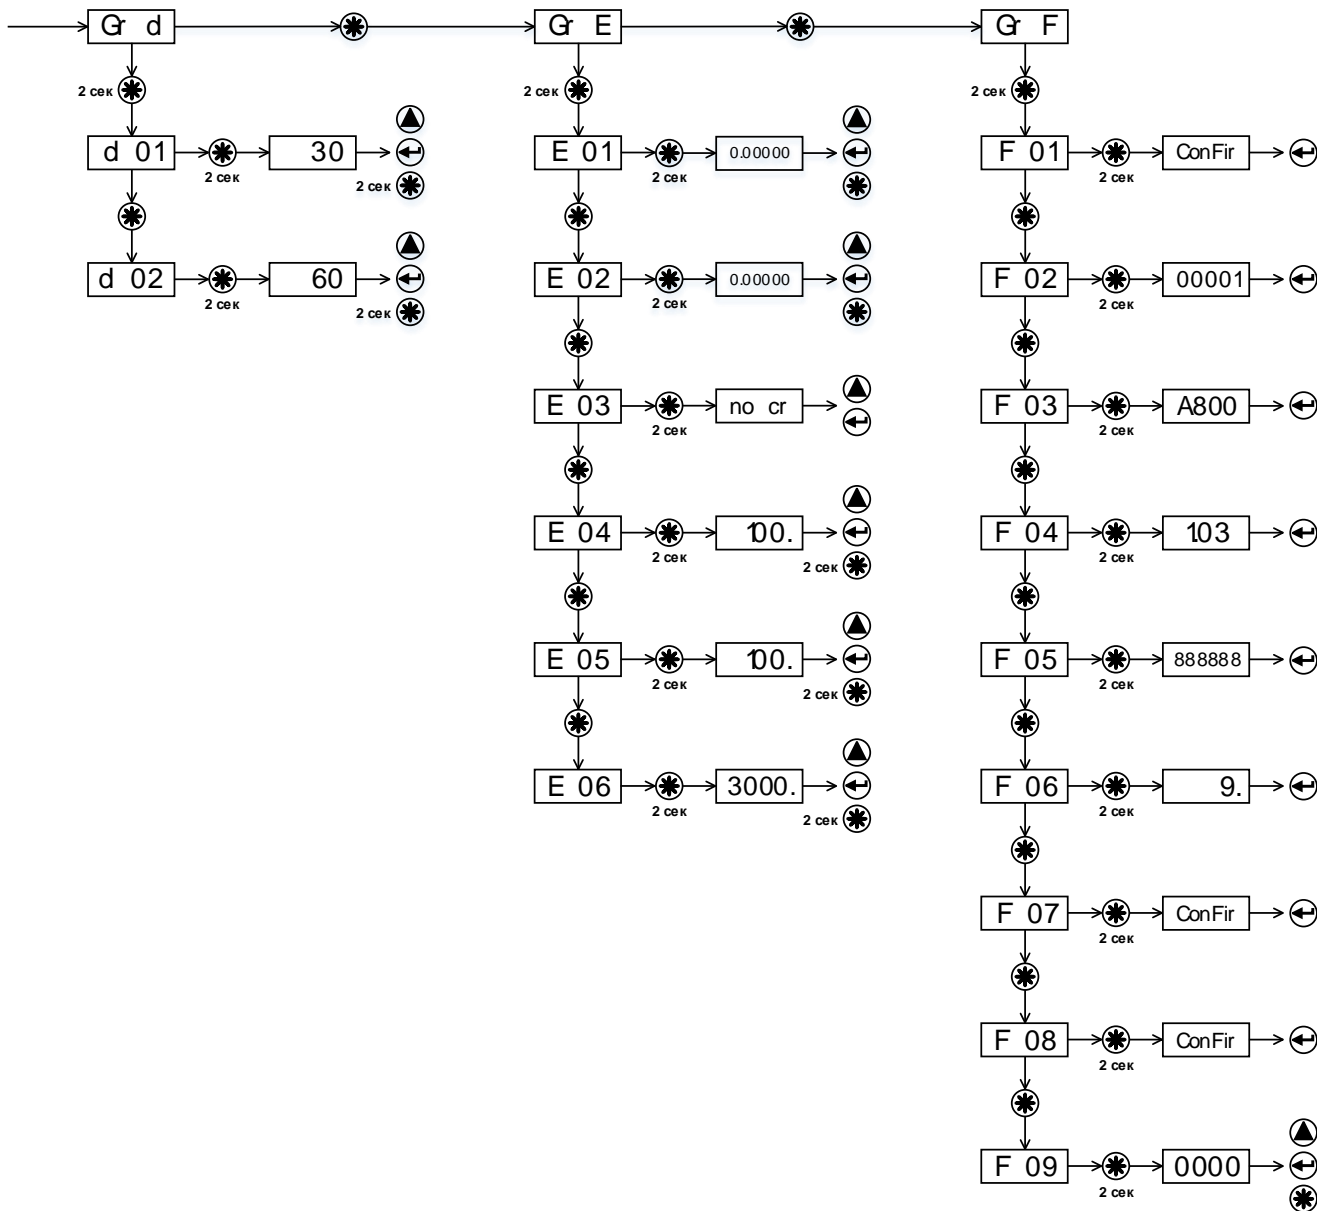 Gr d Gr E Gr F
2 сек 2 сек 2 сек
d 01 30 E 01 0.00000 F 01 ConFir
2 сек 2 сек 2 сек 2 сек
d 02 60 E 02 0.00000 F 02 00001
2 сек 2 сек 2 сек 2 сек
E 03 no cr F 03 A800
2 сек 2 сек
E 04 100. F 04 1.03
2 сек 2 сек 2 сек
E 05 100. F 05 888888
2 сек 2 сек 2 сек
E 06 3000. F 06 9.
2 сек 2 сек 2 сек
F 07 ConFir
2 сек
F 08 ConFir
2 сек
F 09 0000
2 сек